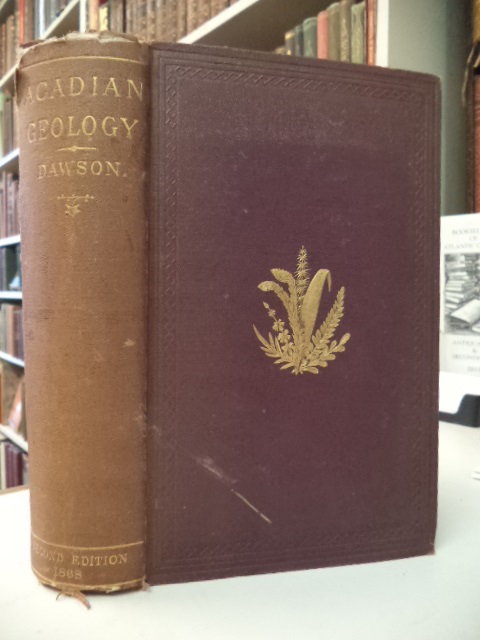 ACADIAN
GEOLOGY
DAWSON.
SECOND EDITION
1868